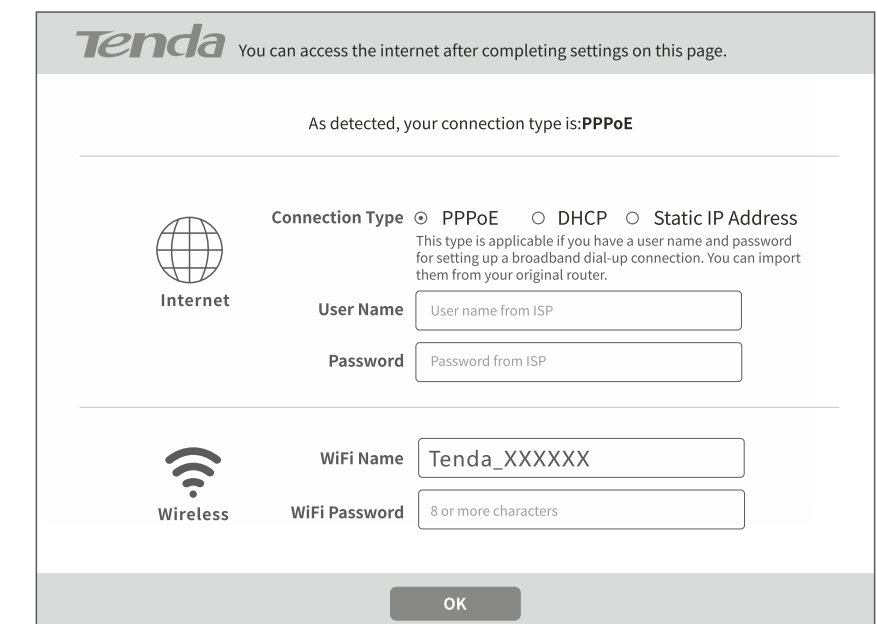 Tenda You can access the internet after completing settings on this page.
As detected, your connection type is:PPPoE
Connection Type PPPoE DHCP Static IP Address
This type is applicable if you have a user name and password
for setting up a broadband dial-up connection. You can import
them from your original router.
Internet
User Name User name from ISP
Password Password from ISP
WiFi Name Tenda_XXXXXX
Wireless
WiFi Password 8 or more characters
OK